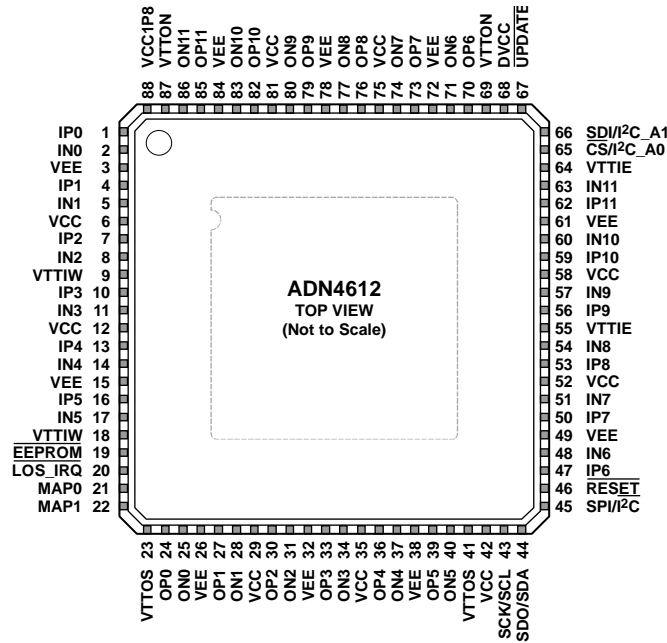 88 VCC1P8
87 VTTON
86 ON11
85 OP11
84 VEE
83 ON10
82 OP10
81 VCC
80 ON9
79 OP9
78 VEE
77 ON8
76 OP8
75 VCC
74 ON7
73 OP7
72 VEE
71 ON6
70 OP6
69 VTTON
68 DVCC
67 UPDATE
IP0 1
IN0 2
VEE 3
IP1 4
IN1 5
VCC 6
IP2 7
IN2 8
VTTIW 9
IP3 10
IN3 11
VCC 12
IP4 13
IN4 14
VEE 15
IP5 16
IN5 17
VTTIW 18
EEPROM 19
LOS_IRQ 20
MAP0 21
MAP1 22
ADN4612
TOP VIEW
(Not to Scale)
66 SDI/I²C_A1
65 CS/I²C_A0
64 VTTIE
63 IN11
62 IP11
61 VEE
60 IN10
59 IP10
58 VCC
57 IN9
56 IP9
55 VTTIE
54 IN8
53 IP8
52 VCC
51 IN7
50 IP7
49 VEE
48 IN6
47 IP6
46 RESET
45 SPI/I²C
VTTOS 23
OP0 24
ON0 25
VEE 26
OP1 27
ON1 28
VCC 29
OP2 30
ON2 31
VEE 32
OP3 33
ON3 34
VCC 35
OP4 36
ON4 37
VEE 38
OP5 39
ON5 40
VTTOS 41
VCC 42
SCK/SCL 43
SDO/SDA 44